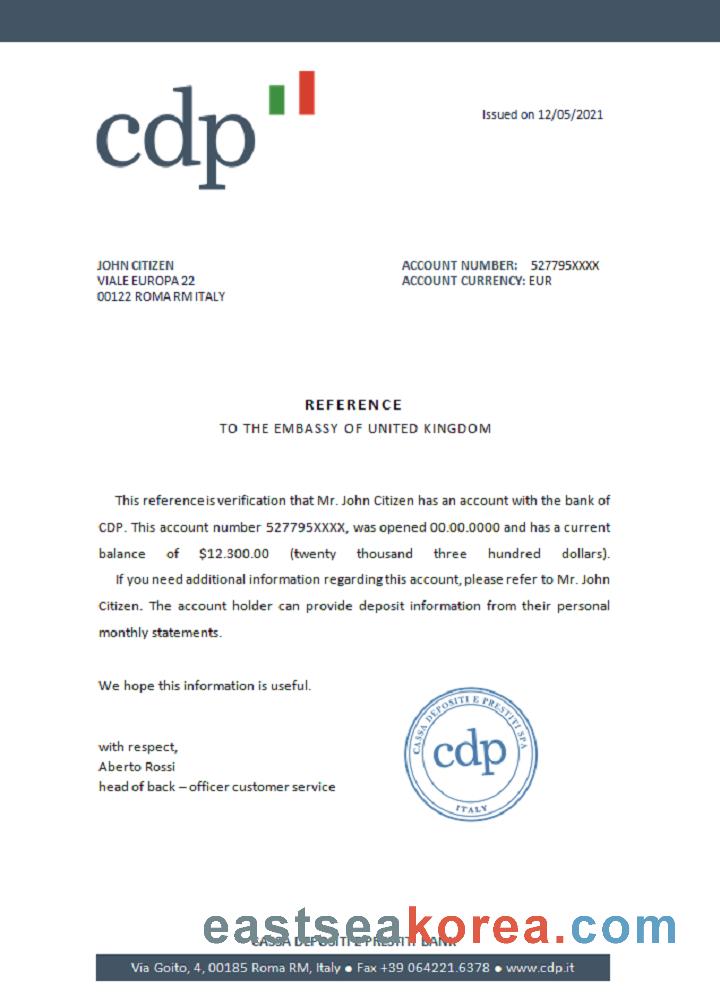 cdp
Issued on 12/05/2021
JOHN CITIZEN
VIALE EUROPA 22
00122 ROMA RM ITALY
ACCOUNT NUMBER: 527795XXXX
ACCOUNT CURRENCY: EUR
REFERENCE
TO THE EMBASSY OF UNITED KINGDOM
This reference is verification that Mr. John Citizen has an account with the bank of
CDP. This account number 527795XXXX, was opened 00.00.0000 and has a current
balance of $12.300.00 (twenty thousand three hundred dollars).
If you need additional information regarding this account, please refer to Mr. John
Citizen. The account holder can provide deposit information from their personal
monthly statements.
We hope this information is useful.
with respect,
Aberto Rossi
head of back – officer customer service
CASSA DEPOSITI E PRESTITI SPA
cdp
ITALY
eastseakorea.com
CASSA DEPOSITI E PRESTITI BANK
Via Goito, 4, 00185 Roma RM, Italy ● Fax +39 064221.6378 ● www.cdp.it